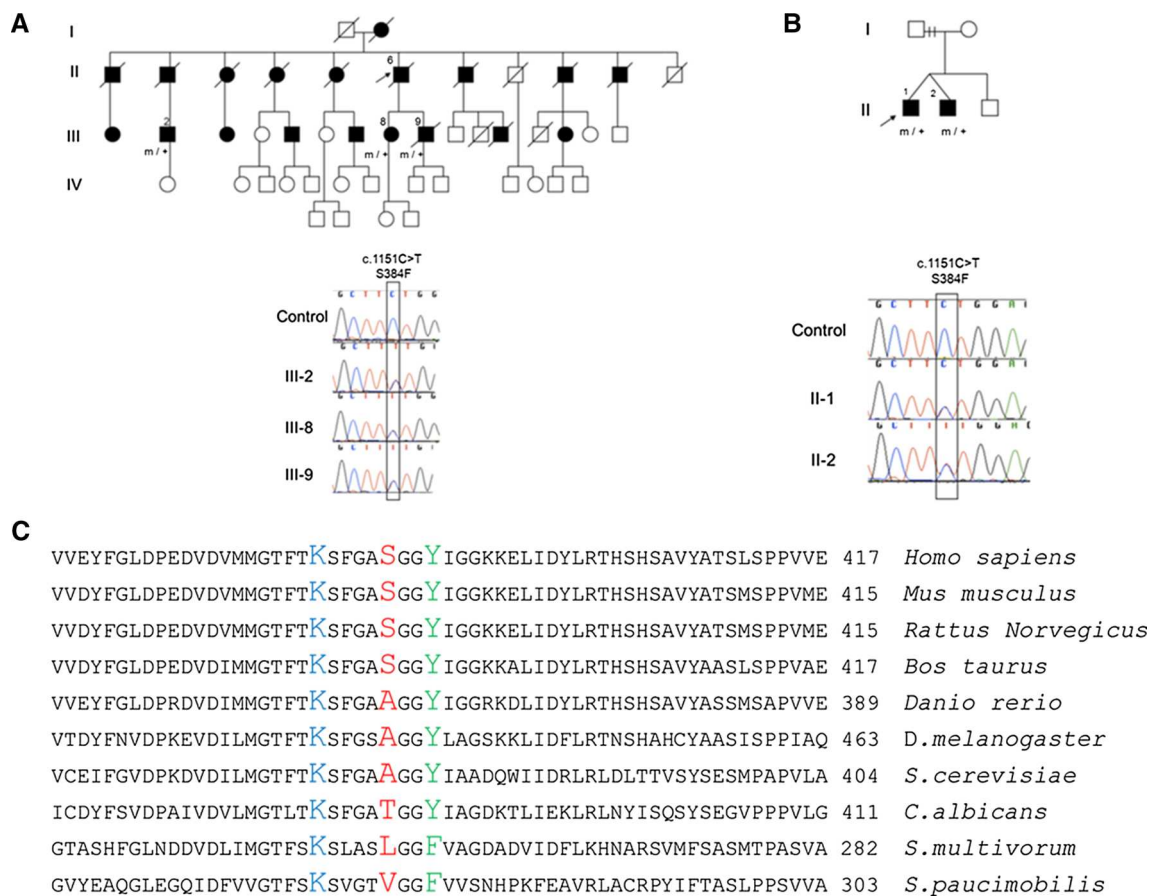 A
I
6
II
2
8
9
III
m / +
m / +
m / +
IV
c.1151C>T
S384F
G C T T C T G G
Control
III-2
III-8
III-9
B
I
1
2
II
m / +
m / +
c.1151C>T
S384F
G C T T C T G G A
Control
G C T T C T G G A
II-1
II-2
C
VVEYFGLDPEDVDVMMGTFTKSFGASGGYIGGKKELIDYLRTHSHSAVYATSLSPPVVE 417 Homo sapiens
VVDYFGLDPEDVDVMMGTFTKSFGASGGYIGGKKELIDYLRTHSHSAVYATSMSPPVME 415 Mus musculus
VVDYFGLDPEDVDVMMGTFTKSFGASGGYIGGKKELIDYLRTHSHSAVYATSMSPPVME 415 Rattus Norvegicus
VVDYFGLDPEDVDIMMGTFTKSFGASGGYIGGKKALIDYLRTHSHSAVYAASLSPPVAE 417 Bos taurus
VVEYFGLDPRDVDIMMGTFTKSFGAAGGYIGGRKDLIDYLRTHSHSAVYASSMSAPVVE 389 Danio rerio
VTDYFNVDPKEVDILMGTFTKSFGSAGGYLAGSKKLIDFLRTNSHAHCYAASISPPIAQ 463 D.melanogaster
VCEIFGVDPKDVDILMGTFTKSFGAAGGYIAADQWIIDRLRLDLTTVSYSESMPAPVLA 404 S.cerevisiae
ICDYFSVDPAIVDVLMGTLTKSFGATGGYIAGDKTLIEKLRLNYISQSYSEGVPPPVLG 411 C.albicans
GTASHFGLNDDVDLIMGTFSKSLASLGGFVAGDADVIDFLKHNARSVMFSASMTPASVA 282 S.multivorum
GVYEAQGLEGQIDFVVGTFSKSVGTVGGFVVSNHPKFEAVRLACRPYIFTASLPPSVVA 303 S.paucimobilis